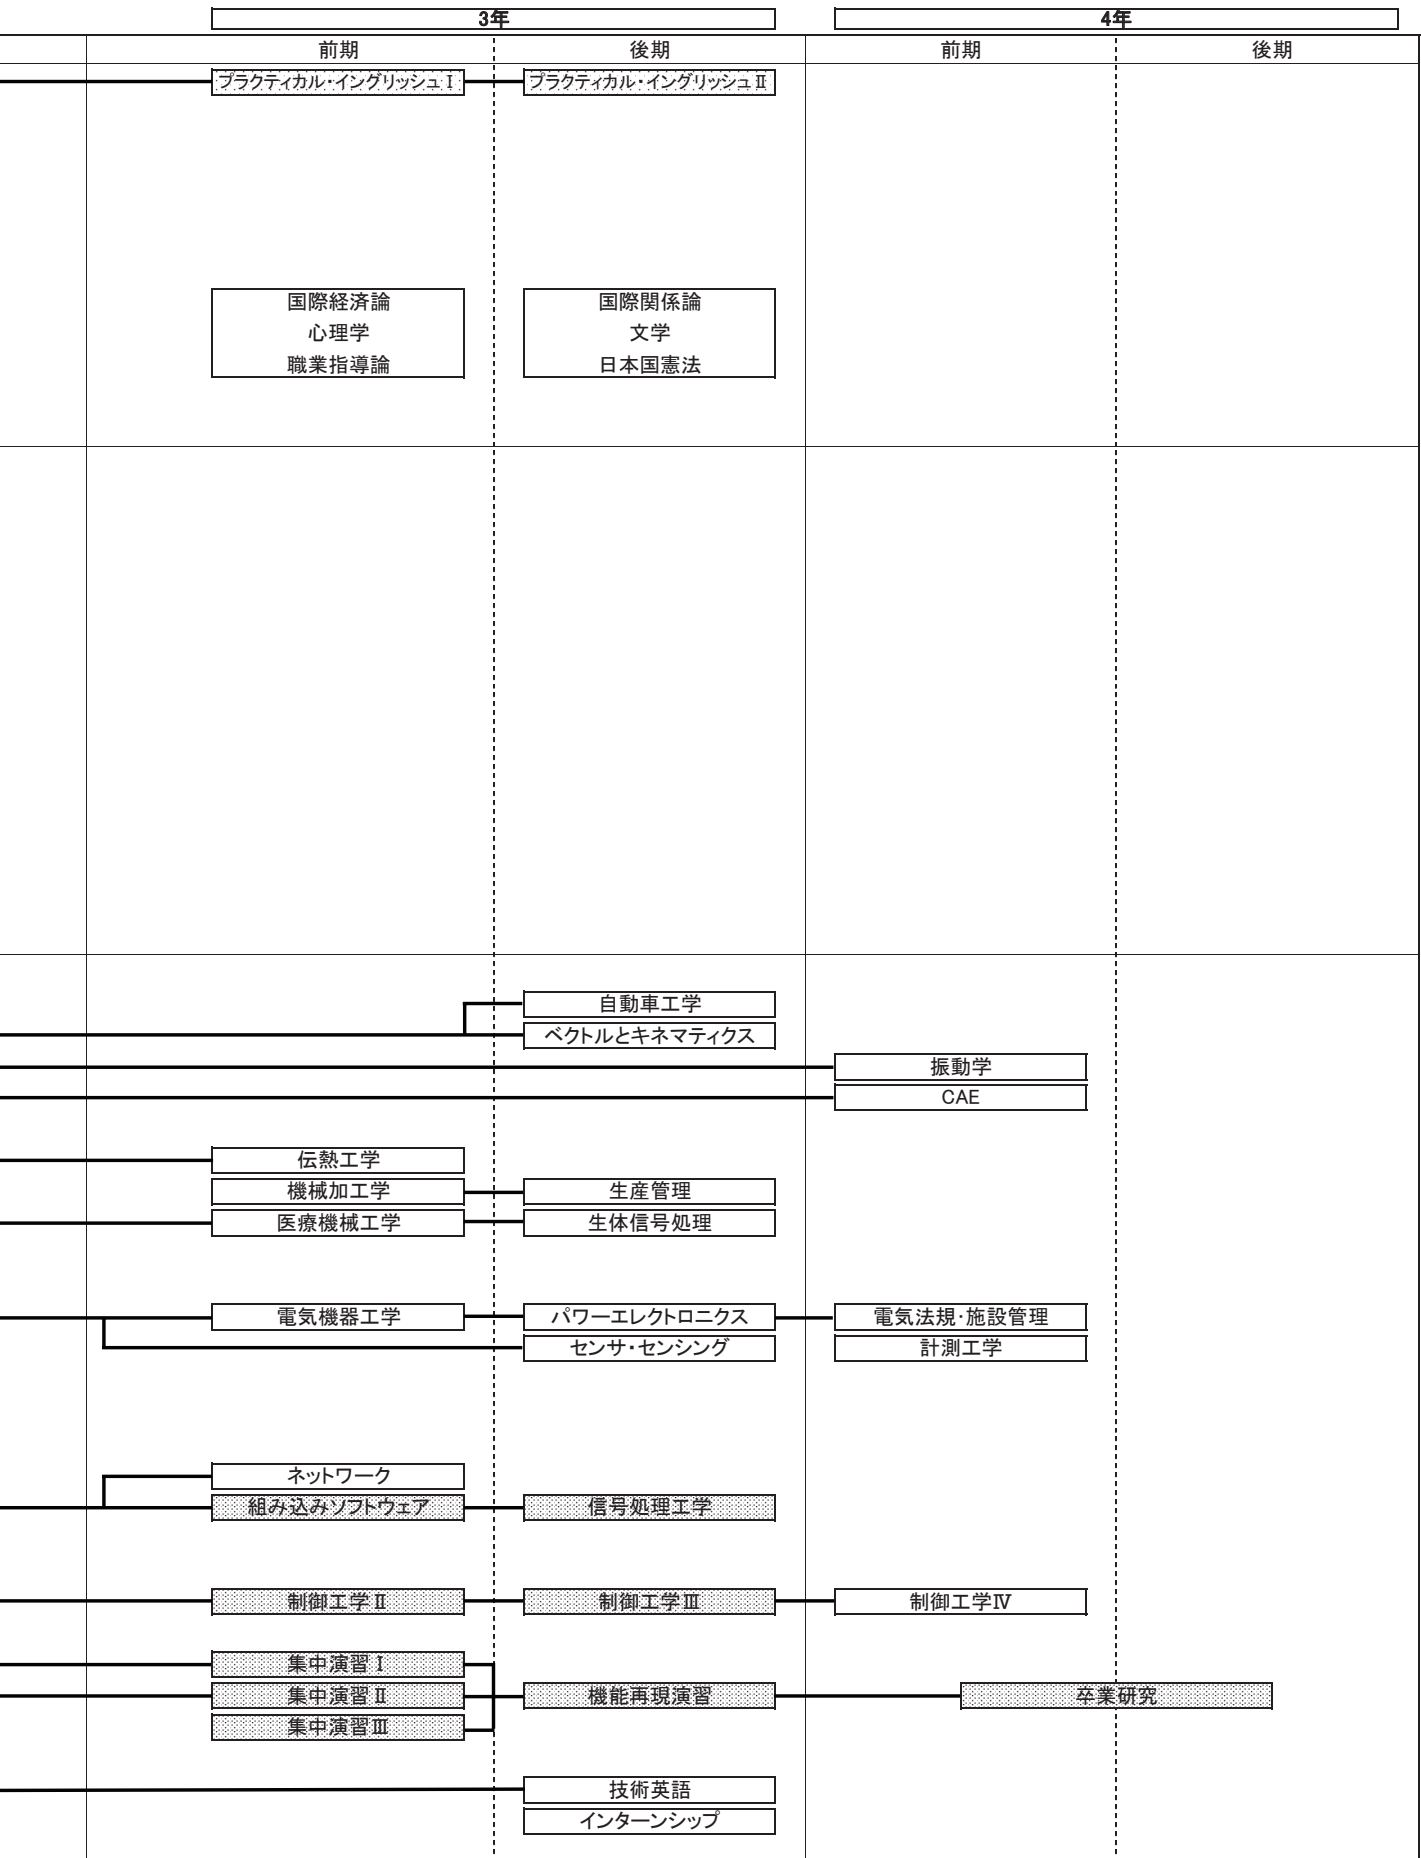 3年
4年
前期
後期
前期
後期
プラクティカル・イングリッシュⅠ
プラクティカル・イングリッシュⅡ
国際経済論
心理学
職業指導論
国際関係論
文学
日本国憲法
自動車工学
ベクトルとキネマティクス
振動学
CAE
伝熱工学
機械加工学
生産管理
医療機械工学
生体信号処理
電気機器工学
パワーエレクトロニクス
電気法規・施設管理
センサ・センシング
計測工学
ネットワーク
組み込みソフトウェア
信号処理工学
制御工学Ⅱ
制御工学Ⅲ
制御工学Ⅳ
集中演習Ⅰ
集中演習Ⅱ
機能再現演習
卒業研究
集中演習Ⅲ
技術英語
インターンシップ